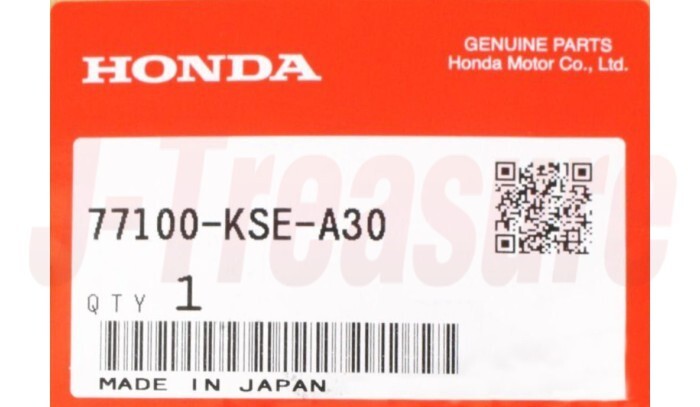 HONDA
GENUINE PARTS
Honda Motor Co., Ltd.
J-Treasure
77100-KSE-A30
QTY 1
MADE IN JAPAN